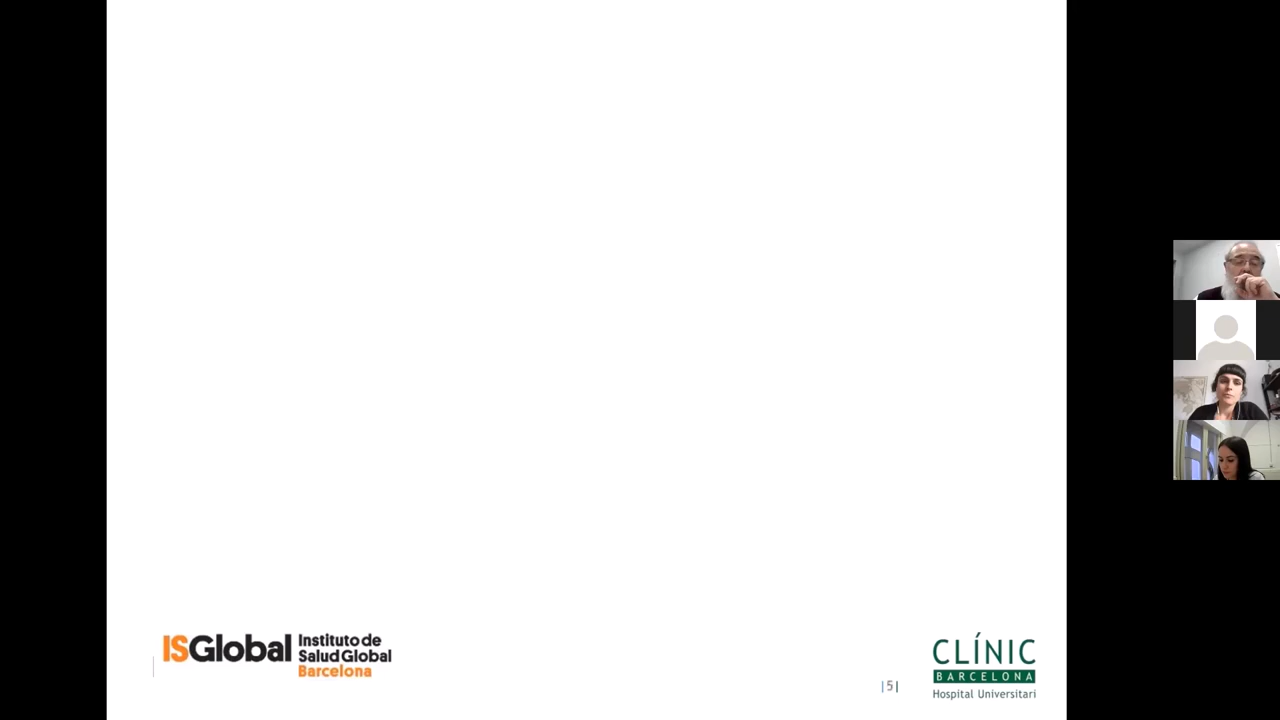 ISGlobal
Instituto de
Salud Global
Barcelona
|5|
CLÍNIC
BARCELONA
Hospital Universitari